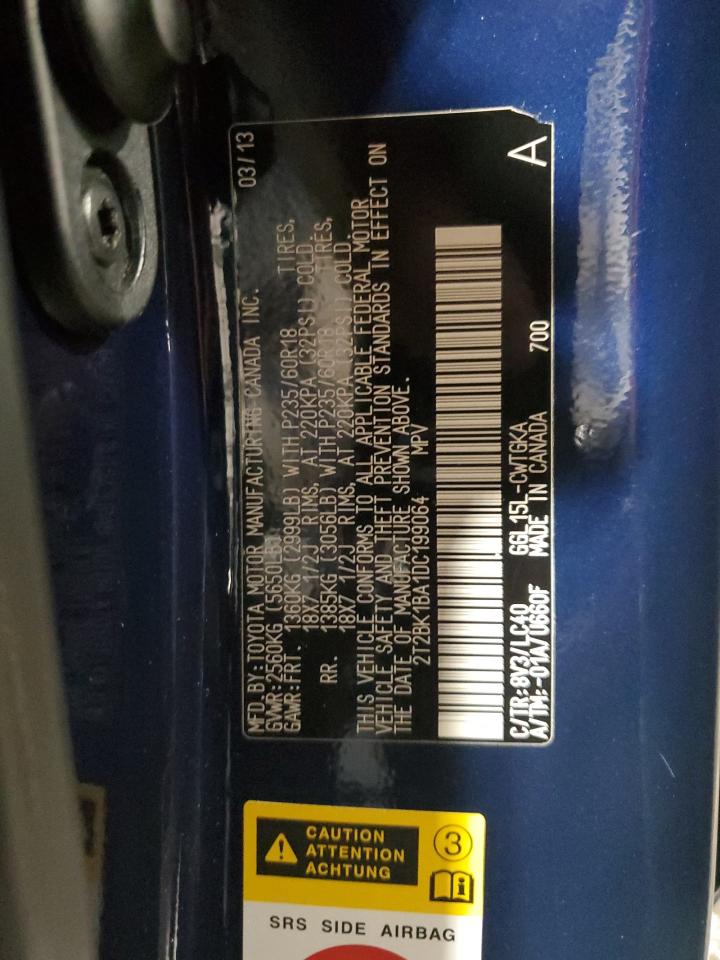 MFD. BY: TOYOTA MOTOR MANUFACTURING CANADA INC. 03/13
GVWR: 2560KG (5650LB)
GAWR: FRT. 1360KG (2999LB) WITH P235/60R18 TIRES,
18X7 1/2J RIMS, AT 220KPA (32PSI) COLD.
RR. 1385KG (3056LB) WITH P235/60R18 TIRES,
18X7 1/2J RIMS, AT 220KPA (32PSI) COLD.
THIS VEHICLE CONFORMS TO ALL APPLICABLE FEDERAL MOTOR
VEHICLE SAFETY AND THEFT PREVENTION STANDARDS IN EFFECT ON
THE DATE OF MANUFACTURE SHOWN ABOVE.
2T2BK1BA1DC199064 MPV
C/TR: 8V3/LC40 GGL15L-CWTGKA
A/TM: -01A/U660F MADE IN CANADA 700
A
CAUTION
ATTENTION
ACHTUNG
3
i
SRS SIDE AIRBAG